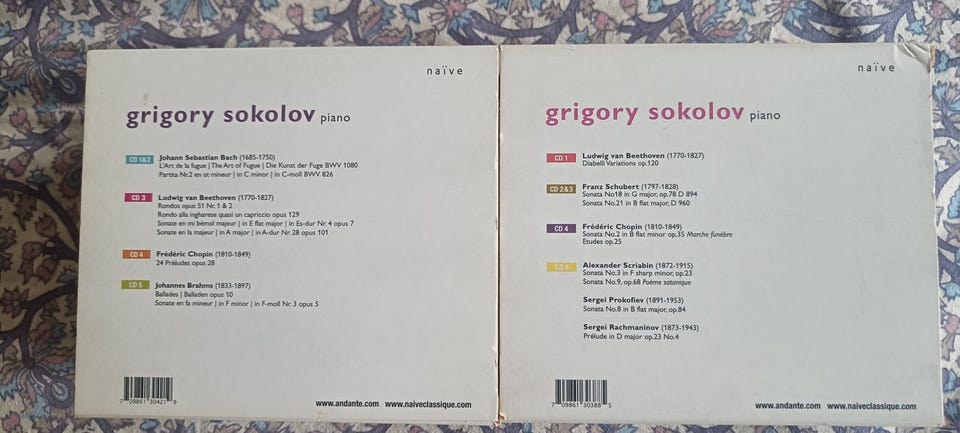 naïve
grigory sokolov piano
CD 1&2 Johann Sebastian Bach (1685-1750)
L'Art de la fugue | The Art of Fugue | Die Kunst der Fuge BWV 1080
Partita Nr.2 en ut mineur | in C minor | in C-moll BWV 826
CD 3 Ludwig van Beethoven (1770-1827)
Rondos opus 51 Nr. 1 & 2
Rondo alla ingharese quasi un capriccio opus 129
Sonate en mi bémol majeur | in E flat major | in Es-dur Nr. 4 opus 7
Sonate en la majeur | in A major | in A-dur Nr. 28 opus 101
CD 4 Frédéric Chopin (1810-1849)
24 Préludes opus 28
CD 5 Johannes Brahms (1833-1897)
Ballades | Balladen opus 10
Sonate en fa mineur | in F minor | in F-moll Nr. 3 opus 5
7 09861 30421 9
www.andante.com www.naiveclassique.com
naïve
grigory sokolov piano
CD 1 Ludwig van Beethoven (1770-1827)
Diabelli Variations op.120
CD 2&3 Franz Schubert (1797-1828)
Sonata No18 in G major, op.78 D 894
Sonata No.21 in B flat major, D 960
CD 4 Frédéric Chopin (1810-1849)
Sonata No.2 in B flat minor op.35 Marche funèbre
Etudes op.25
CD 5 Alexander Scriabin (1872-1915)
Sonata No.3 in F sharp minor, op.23
Sonata No.9, op.68 Poème satanique
Sergei Prokofiev (1891-1953)
Sonata No.8 in B flat major, op.84
Sergei Rachmaninov (1873-1943)
Prélude in D major op.23 No.4
7 09861 30388 5
www.andante.com www.naiveclassique.com